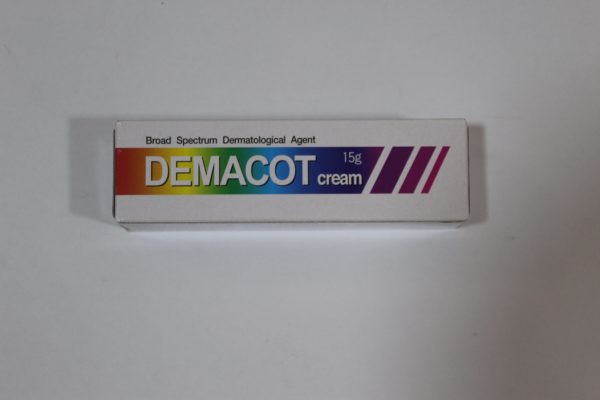 Broad Spectrum Dermatological Agent
DEMACOT cream 15g